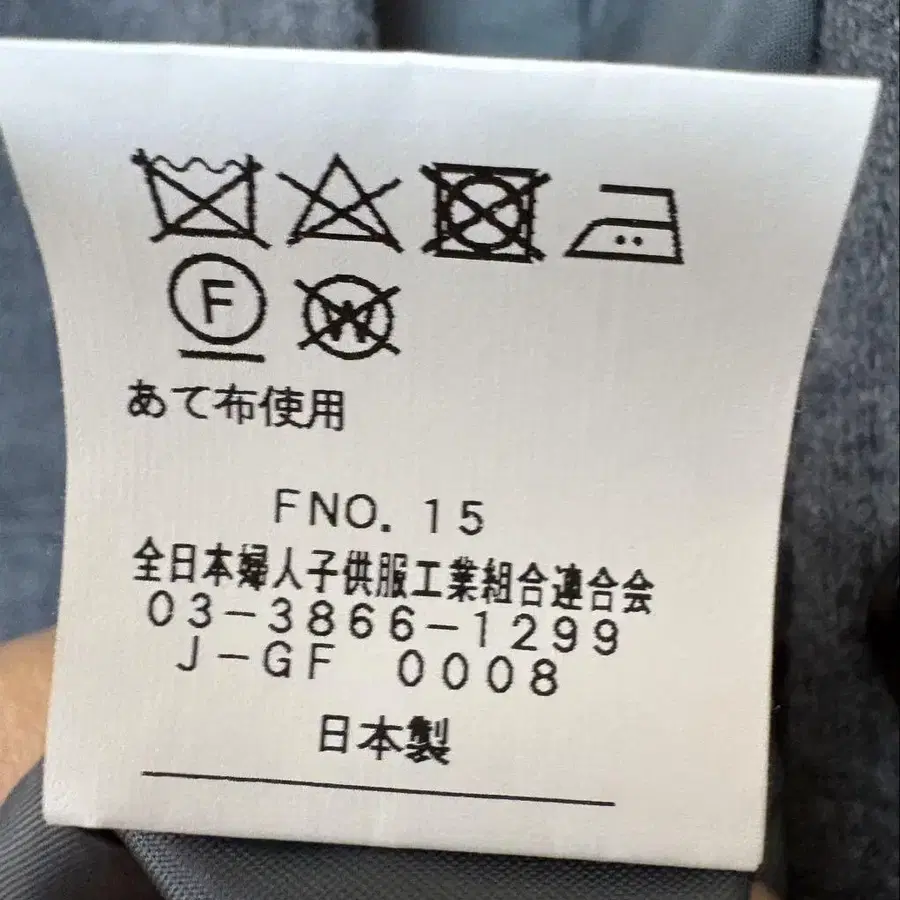 F W
あて布使用
FNO. 15
全日本婦人子供服工業組合連合会
03-3866-1299
J-GF 0008
日本製